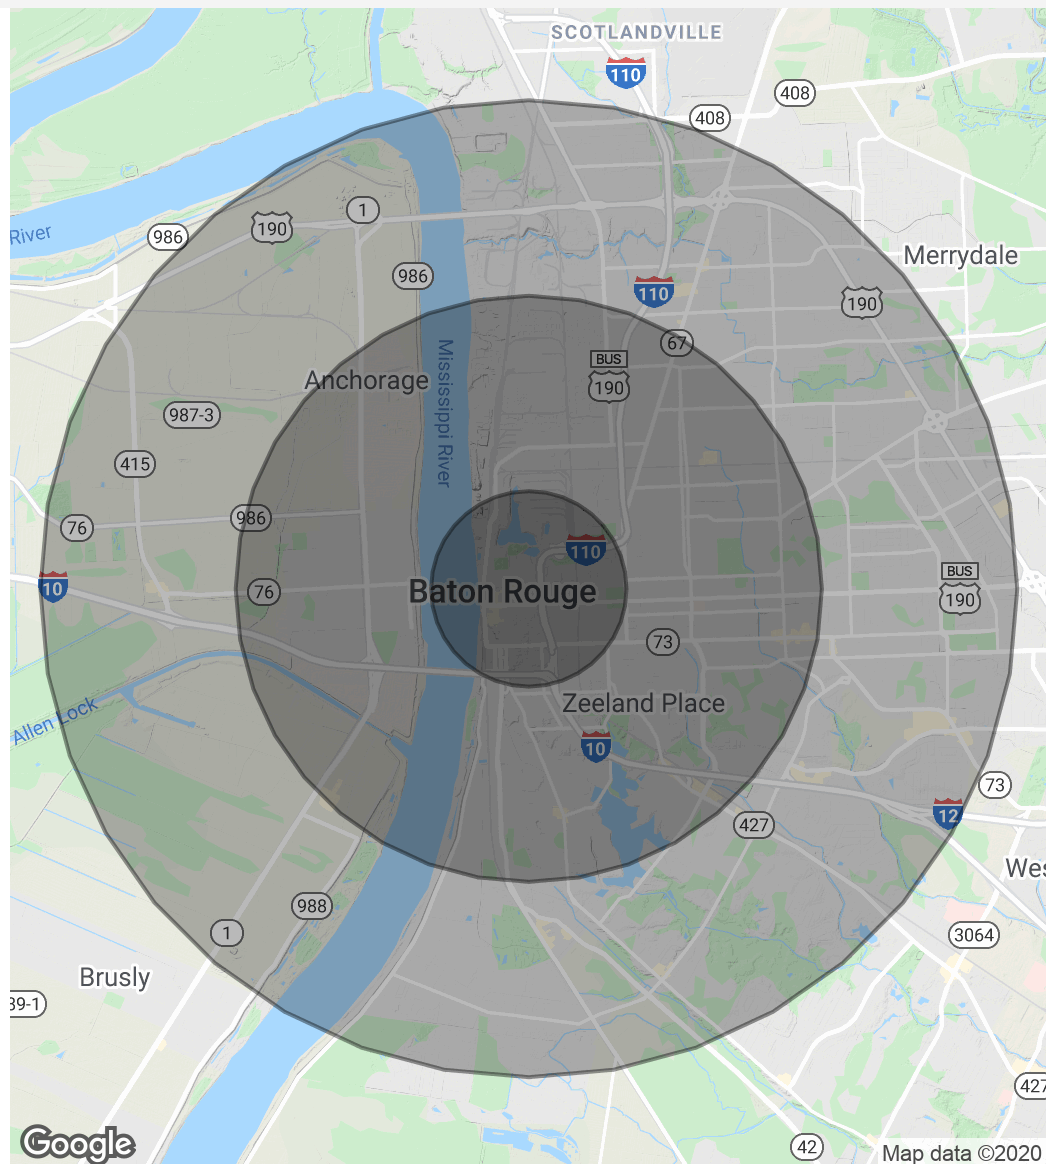 SCOTLANDVILLE
110
408
408
1
190
River
986
986
Merrydale
110
190
67
BUS
190
Anchorage
Mississippi River
987-3
415
986
76
110
10
76
Baton Rouge
BUS
190
73
Zeeland Place
Allen Lock
10
73
12
427
Wes
988
1
3064
Brusly
39-1
427
42
Google
Map data ©2020